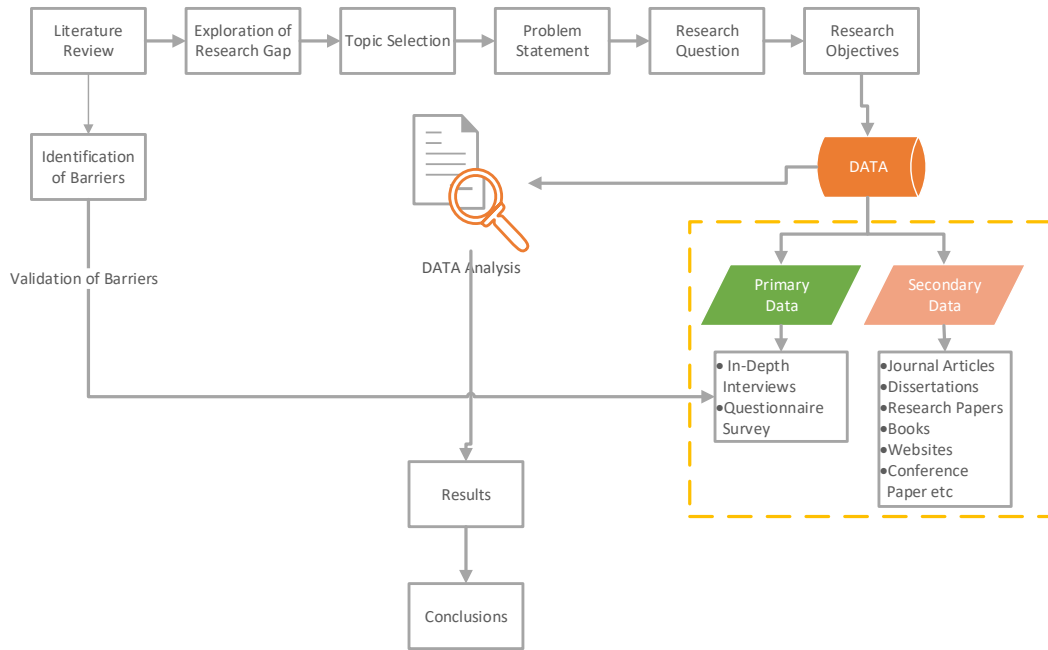 Literature
Review
Exploration of
Research Gap
Topic Selection
Problem
Statement
Research
Question
Research
Objectives
Identification
of Barriers
DATA
Validation of Barriers
DATA Analysis
Primary
Data
Secondary
Data
● In-Depth
Interviews
●Questionnaire
Survey
●Journal Articles
●Dissertations
●Research Papers
●Books
●Websites
●Conference
Paper etc
Results
Conclusions